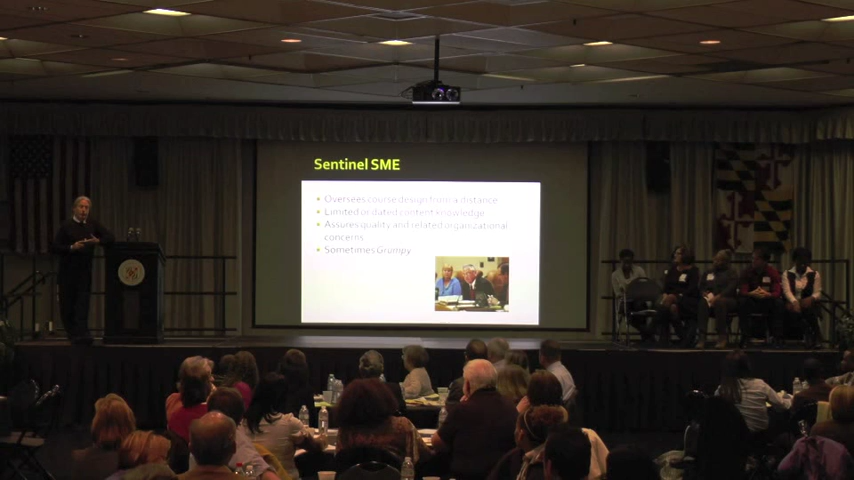 Sentinel SME
Oversees course design from a distance
Limited or dated content knowledge
Assures quality and related organizational
concerns
Sometimes Grumpy